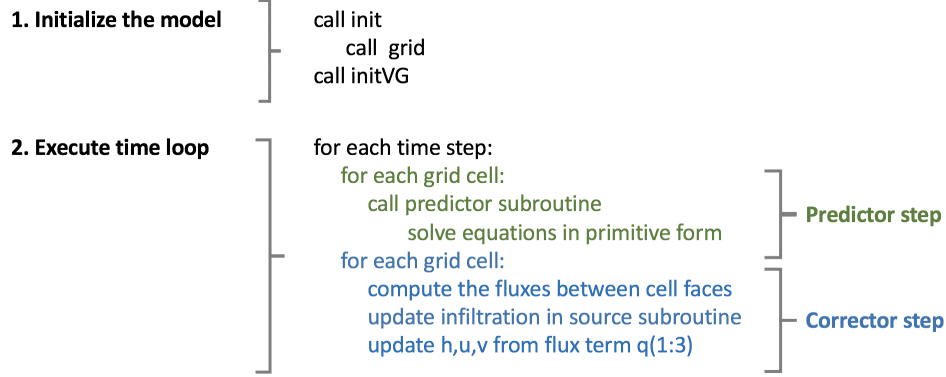 1. Initialize the model
call init
call grid
call initVG
2. Execute time loop
for each time step:
for each grid cell:
call predictor subroutine
solve equations in primitive form
Predictor step
for each grid cell:
compute the fluxes between cell faces
update infiltration in source subroutine
update h,u,v from flux term q(1:3)
Corrector step